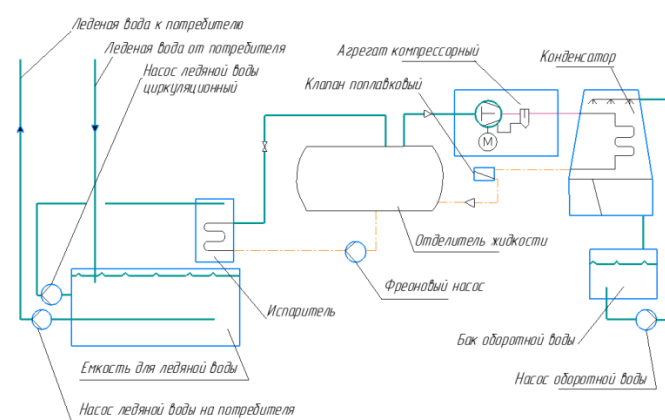 Леденая вода к потребителю
Леденая вода от потребителя
Насос ледяной воды
циркуляционный
Агрегат компрессорный
Клапан поплавковый
Конденсатор
М
Отделитель жидкости
Фреоновый насос
Испаритель
Бак оборотной воды
Емкость для ледяной воды
Насос оборотной воды
Насос ледяной воды на потребителя